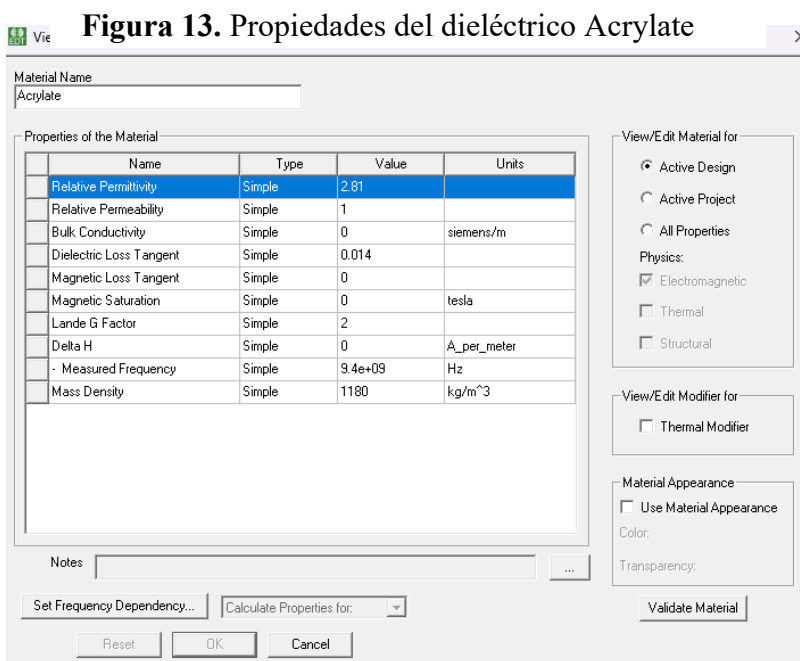 Figura 13. Propiedades del dieléctrico Acrylate
Vie
Material Name
Acrylate
Properties of the Material
Name Type Value Units
Relative Permittivity Simple 2.81
Relative Permeability Simple 1
Bulk Conductivity Simple 0 siemens/m
Dielectric Loss Tangent Simple 0.014
Magnetic Loss Tangent Simple 0
Magnetic Saturation Simple 0 tesla
Lande G Factor Simple 2
Delta H Simple 0 A_per_meter
- Measured Frequency Simple 9.4e+09 Hz
Mass Density Simple 1180 kg/m^3
View/Edit Material for
Active Design
Active Project
All Properties
Physics:
Electromagnetic
Thermal
Structural
View/Edit Modifier for
Thermal Modifier
Material Appearance
Use Material Appearance
Color:
Transparency:
Notes ...
Set Frequency Dependency... Calculate Properties for: Validate Material
Reset OK Cancel